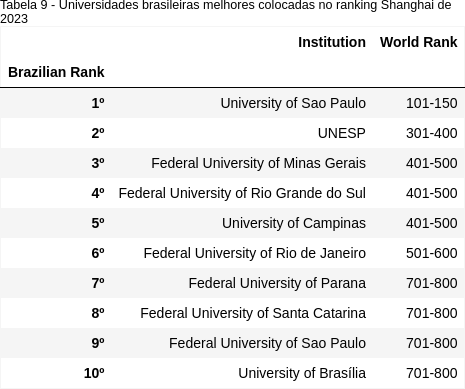 Tabela 9 - Universidades brasileiras melhores colocadas no ranking Shanghai de
2023
Institution World Rank
Brazilian Rank
1º University of Sao Paulo 101-150
2º UNESP 301-400
3º Federal University of Minas Gerais 401-500
4º Federal University of Rio Grande do Sul 401-500
5º University of Campinas 401-500
6º Federal University of Rio de Janeiro 501-600
7º Federal University of Parana 701-800
8º Federal University of Santa Catarina 701-800
9º Federal University of Sao Paulo 701-800
10º University of Brasília 701-800